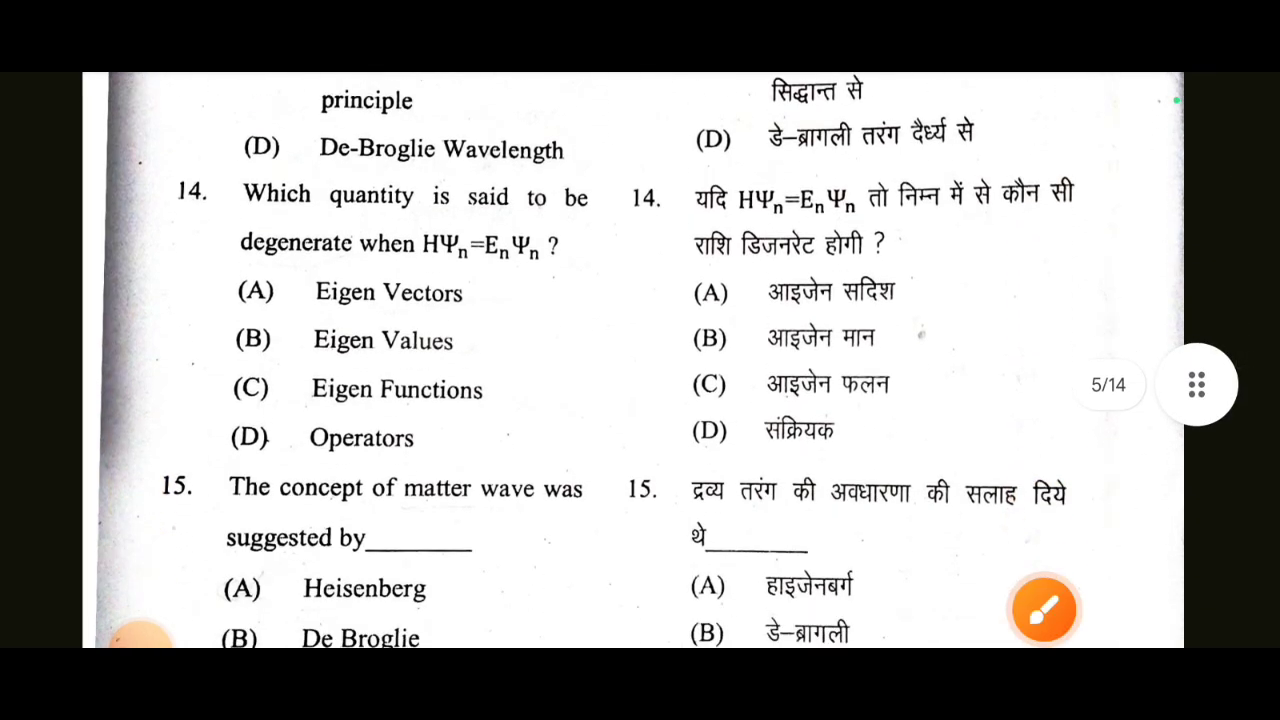 principle
(D) De-Broglie Wavelength
14. Which quantity is said to be
degenerate when HΨn=EnΨn ?
(A) Eigen Vectors
(B) Eigen Values
(C) Eigen Functions
(D) Operators
15. The concept of matter wave was
suggested by________
(A) Heisenberg
(B) De Broglie
सिद्धान्त से
(D) डे–ब्रागली तरंग दैर्ध्य से
14. यदि HΨn=EnΨn तो निम्न में से कौन सी
राशि डिजनरेट होगी ?
(A) आइजेन सदिश
(B) आइजेन मान
(C) आइजेन फलन
(D) संक्रियक
15. द्रव्य तरंग की अवधारणा की सलाह दिये
थे________
(A) हाइजेनबर्ग
(B) डे–ब्रागली
5/14